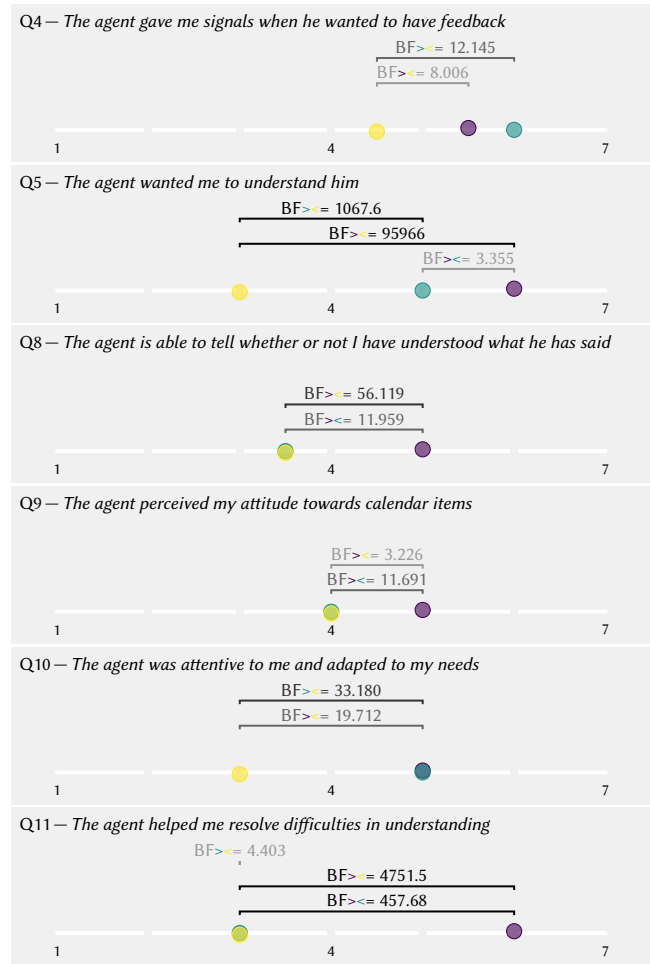 Q4 — The agent gave me signals when he wanted to have feedback
BF><= 12.145
BF><= 8.006
1 4 7
Q5 — The agent wanted me to understand him
BF><= 1067.6
BF><= 95966
BF><= 3.355
1 4 7
Q8 — The agent is able to tell whether or not I have understood what he has said
BF><= 56.119
BF><= 11.959
1 4 7
Q9 — The agent perceived my attitude towards calendar items
BF><= 3.226
BF><= 11.691
1 4 7
Q10 — The agent was attentive to me and adapted to my needs
BF><= 33.180
BF><= 19.712
1 4 7
Q11 — The agent helped me resolve difficulties in understanding
BF><= 4.403
BF><= 4751.5
BF><= 457.68
1 4 7